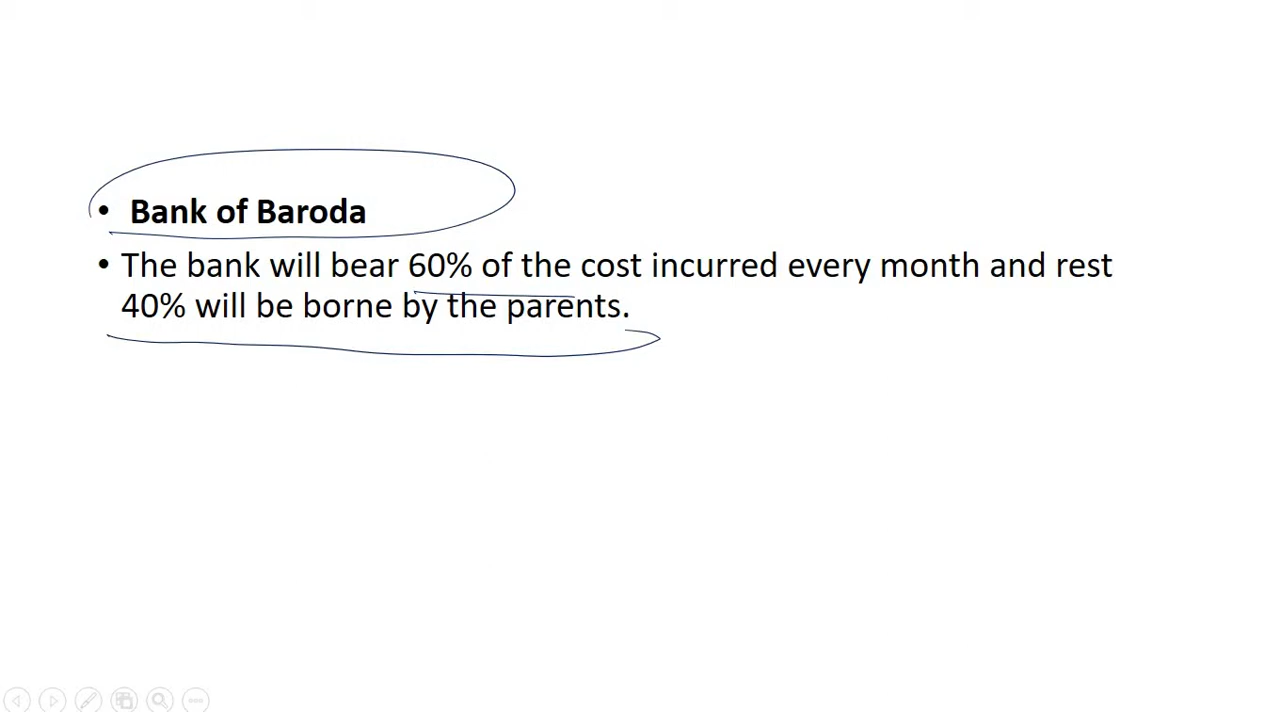 • Bank of Baroda
• The bank will bear 60% of the cost incurred every month and rest
40% will be borne by the parents.